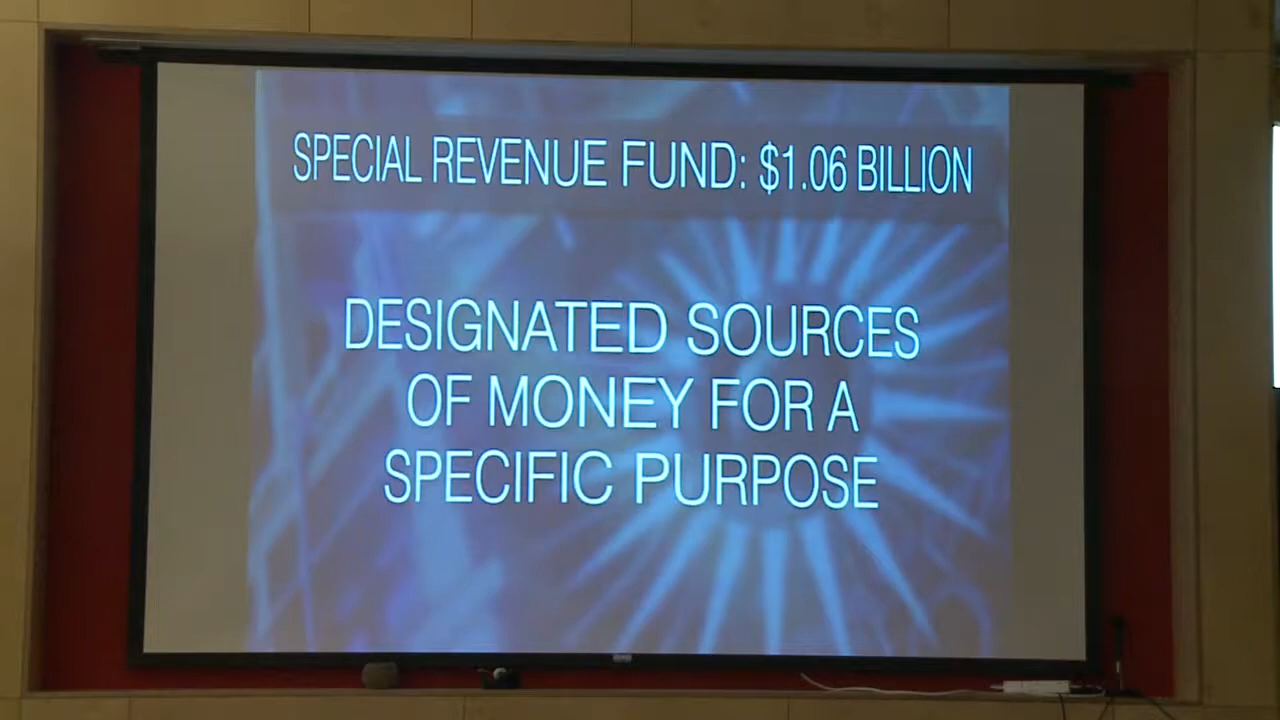 SPECIAL REVENUE FUND: $1.06 BILLION
DESIGNATED SOURCES
OF MONEY FOR A
SPECIFIC PURPOSE